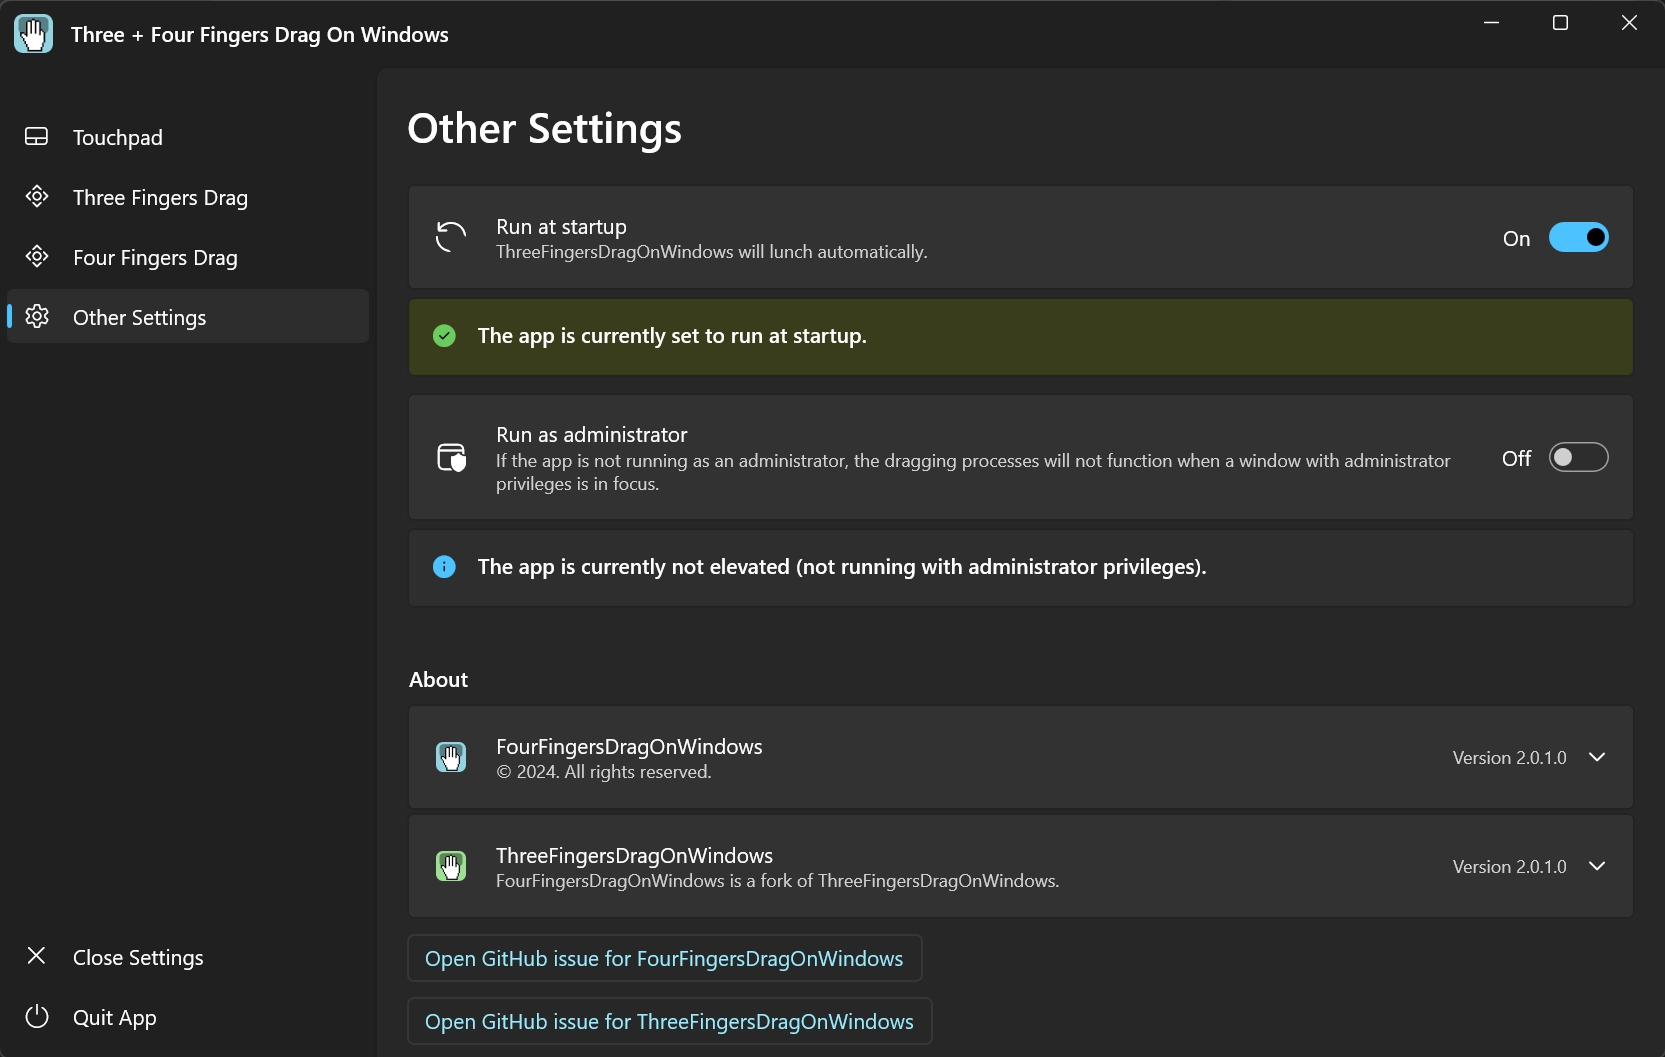 Three + Four Fingers Drag On Windows
Touchpad
Three Fingers Drag
Four Fingers Drag
Other Settings
Close Settings
Quit App
Other Settings
Run at startup
ThreeFingersDragOnWindows will lunch automatically.
On
The app is currently set to run at startup.
Run as administrator
If the app is not running as an administrator, the dragging processes will not function when a window with administrator
privileges is in focus.
Off
The app is currently not elevated (not running with administrator privileges).
About
FourFingersDragOnWindows
© 2024. All rights reserved.
Version 2.0.1.0
ThreeFingersDragOnWindows
FourFingersDragOnWindows is a fork of ThreeFingersDragOnWindows.
Version 2.0.1.0
Open GitHub issue for FourFingersDragOnWindows
Open GitHub issue for ThreeFingersDragOnWindows